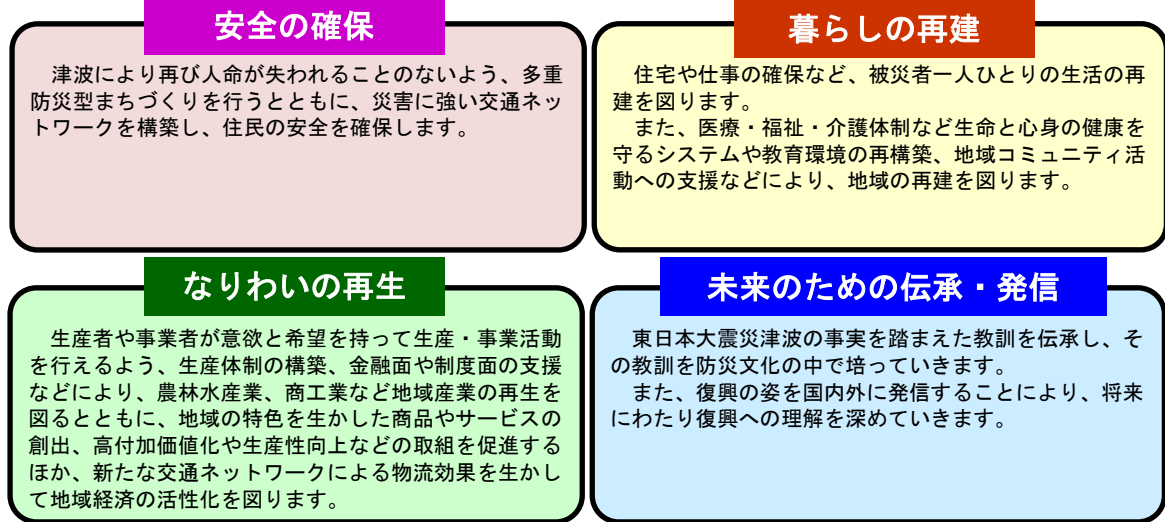 安全の確保
　津波により再び人命が失われることのないよう、多重
防災型まちづくりを行うとともに、災害に強い交通ネッ
トワークを構築し、住民の安全を確保します。
暮らしの再建
　住宅や仕事の確保など、被災者一人ひとりの生活の再
建を図ります。
　また、医療・福祉・介護体制など生命と心身の健康を
守るシステムや教育環境の再構築、地域コミュニティ活
動への支援などにより、地域の再建を図ります。
なりわいの再生
　生産者や事業者が意欲と希望を持って生産・事業活動
を行えるよう、生産体制の構築、金融面や制度面の支援
などにより、農林水産業、商工業など地域産業の再生を
図るとともに、地域の特色を生かした商品やサービスの
創出、高付加価値化や生産性向上などの取組を促進する
ほか、新たな交通ネットワークによる物流効果を生かし
て地域経済の活性化を図ります。
未来のための伝承・発信
　東日本大震災津波の事実を踏まえた教訓を伝承し、そ
の教訓を防災文化の中で培っていきます。
　また、復興の姿を国内外に発信することにより、将来
にわたり復興への理解を深めていきます。